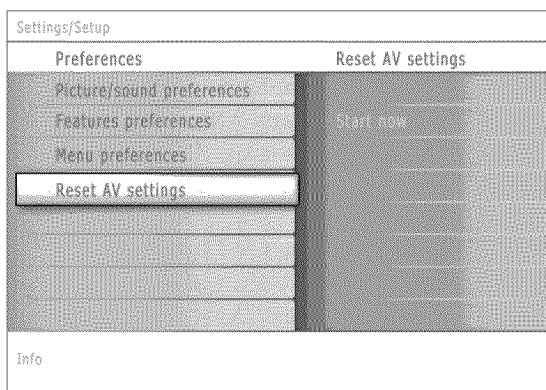 Settings/Setup
Preferences
Reset AV settings
Picture/sound preferences
Features preferences
Start now
Menu preferences
Reset AV settings
Info